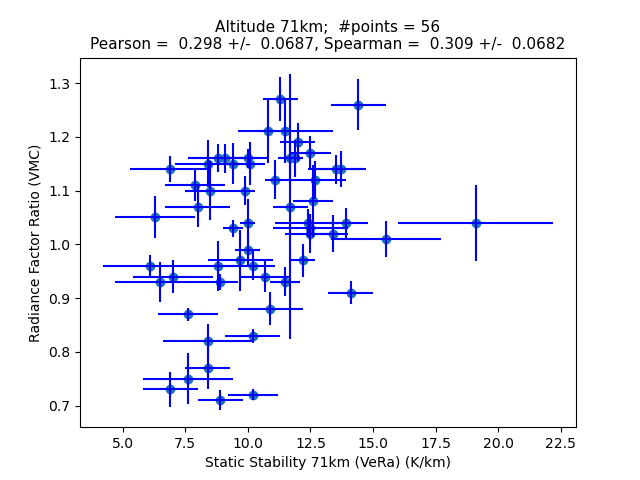 Altitude 71km;  #points = 56
Pearson =  0.298 +/-  0.0687, Spearman =  0.309 +/-  0.0682
Radiance Factor Ratio (VMC)
1.3
1.2
1.1
1.0
0.9
0.8
0.7
5.0 7.5 10.0 12.5 15.0 17.5 20.0 22.5
Static Stability 71km (VeRa) (K/km)